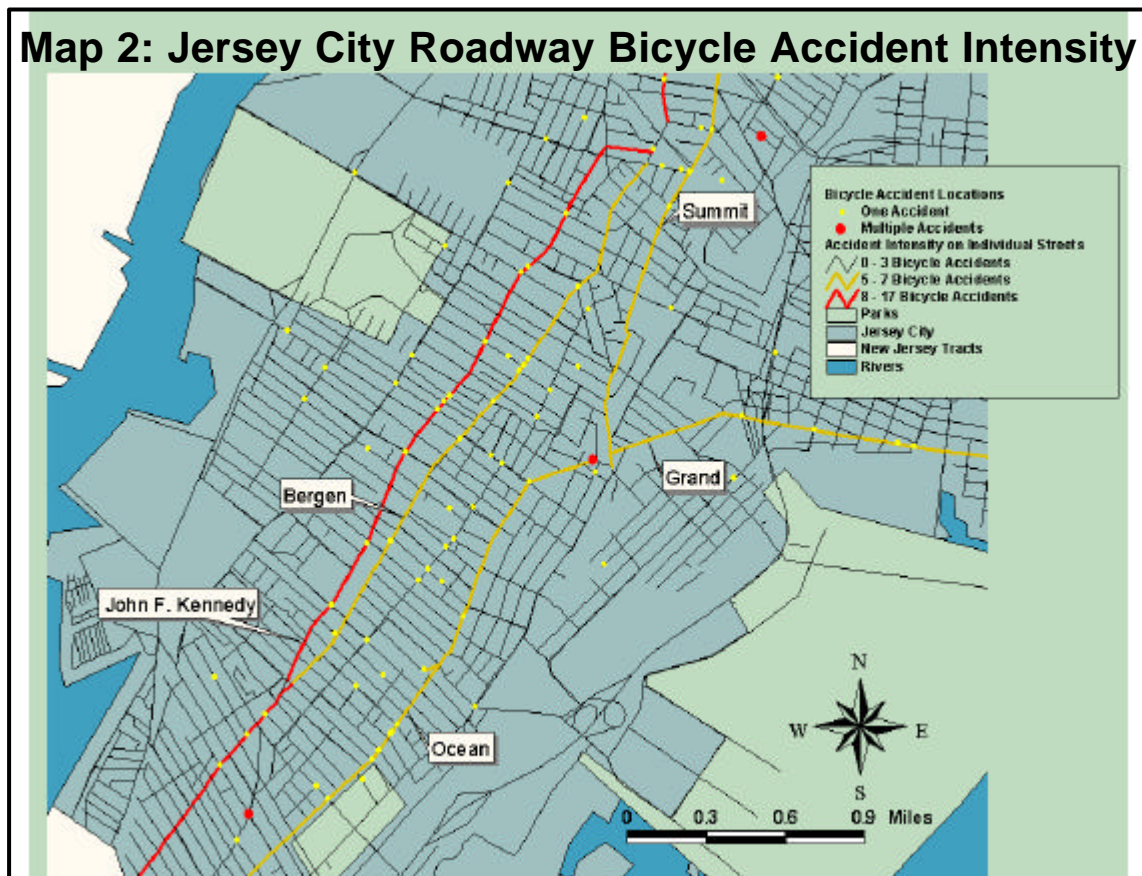 Map 2: Jersey City Roadway Bicycle Accident Intensity
Bicycle Accident Locations
One Accident
Multiple Accidents
Accident Intensity on Individual Streets
0 - 3 Bicycle Accidents
5 - 7 Bicycle Accidents
8 - 17 Bicycle Accidents
Parks
Jersey City
New Jersey Tracts
Rivers
Summit
Grand
Bergen
John F. Kennedy
Ocean
N
W E
S
0 0.3 0.6 0.9 Miles